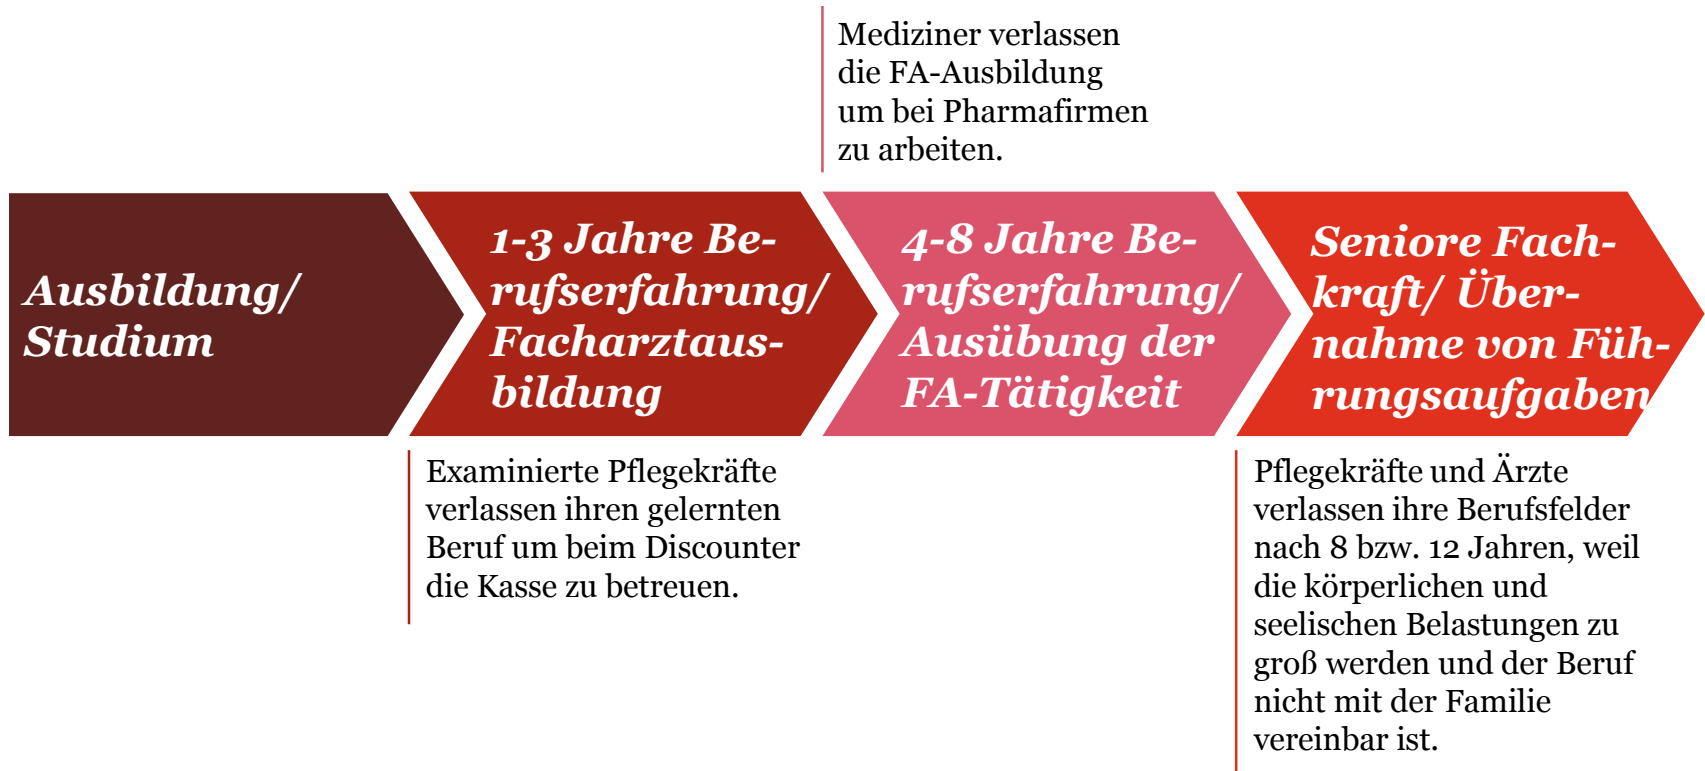 Mediziner verlassen
die FA-Ausbildung
um bei Pharmafirmen
zu arbeiten.
Ausbildung/
Studium
1-3 Jahre Be-
rufserfahrung/
Facharztaus-
bildung
4-8 Jahre Be-
rufserfahrung/
Ausübung der
FA-Tätigkeit
Seniore Fach-
kraft/ Über-
nahme von Füh-
rungsaufgaben
Examinierte Pflegekräfte
verlassen ihren gelernten
Beruf um beim Discounter
die Kasse zu betreuen.
Pflegekräfte und Ärzte
verlassen ihre Berufsfelder
nach 8 bzw. 12 Jahren, weil
die körperlichen und
seelischen Belastungen zu
groß werden und der Beruf
nicht mit der Familie
vereinbar ist.